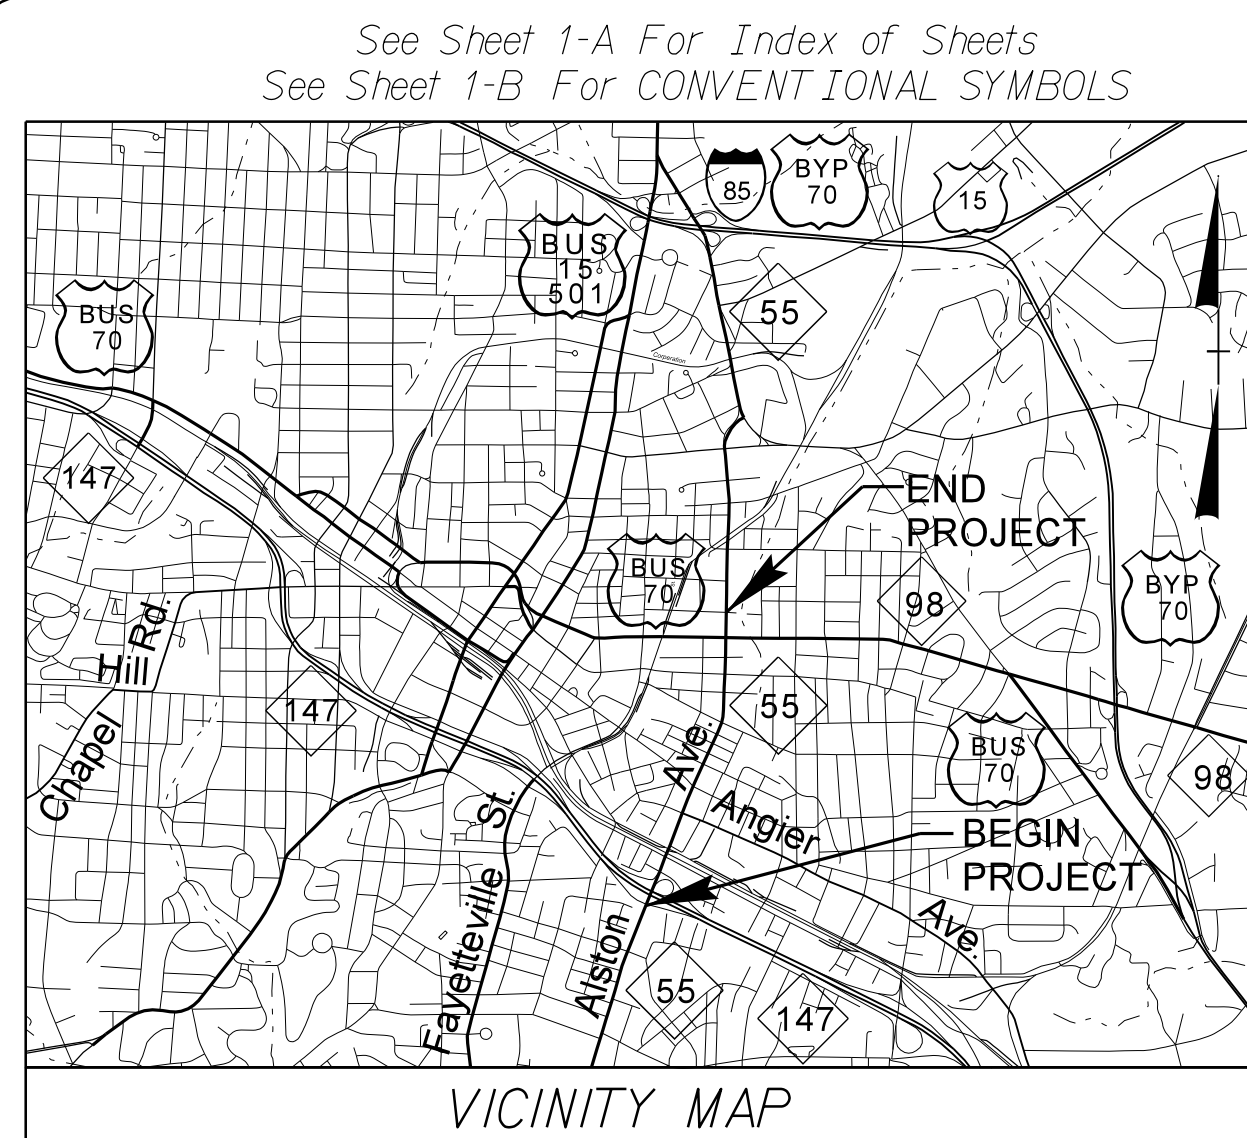 See Sheet 1-A For Index of Sheets
See Sheet 1-B For CONVENTIONAL SYMBOLS
85
BYP
70
15
BUS
15
501
55
BUS
70
Corporation
147
END
PROJECT
BUS
70
98
BYP
70
Chapel
Hill
Rd.
147
55
Alston
Ave.
BUS
70
98
Angier
Ave.
Fayetteville
St.
BEGIN
PROJECT
55
147
VICINITY MAP